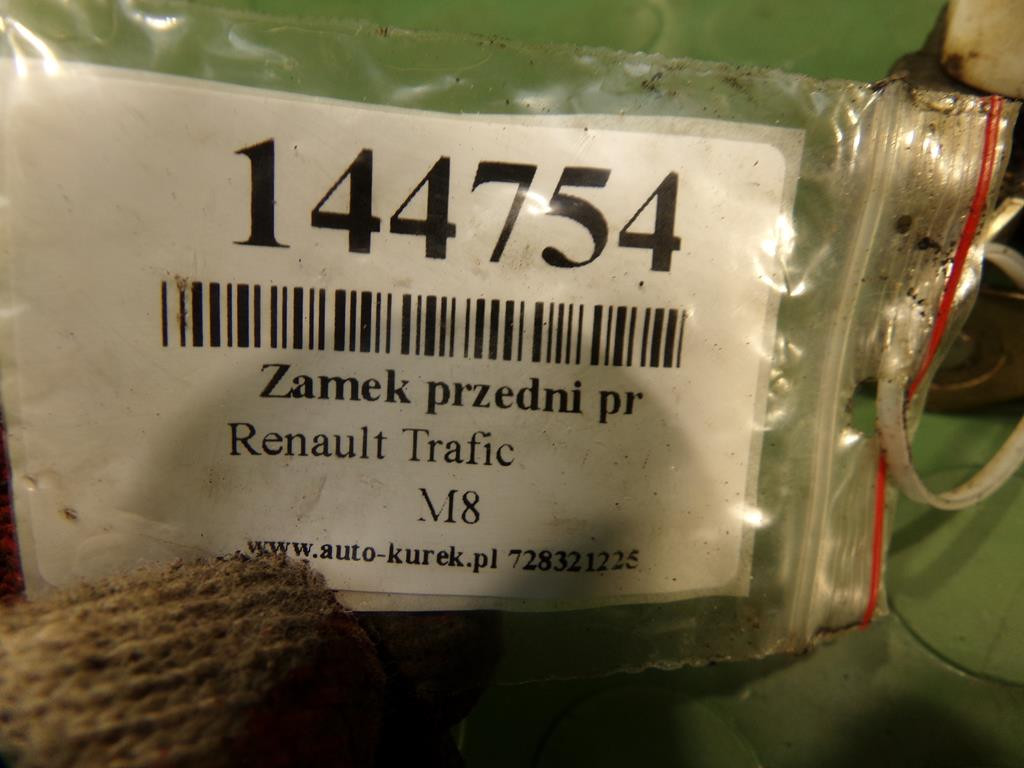 144754
Zamek przedni pr
Renault Trafic
M8
www.auto-kurek.pl 728321225